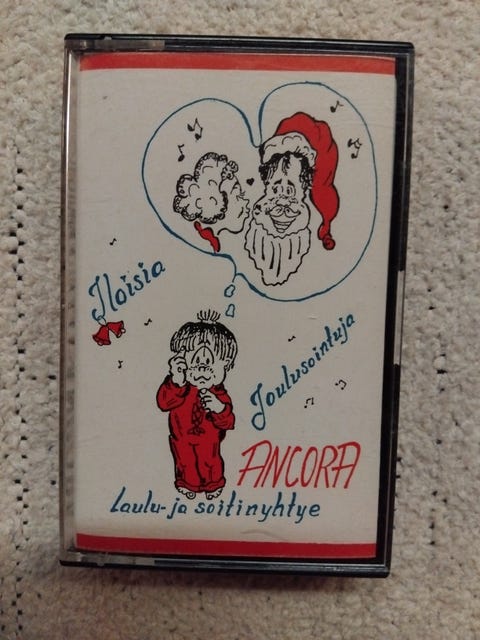 Iloisia
Joulusointuja
ANCORA
Laulu- ja soitinyhtye